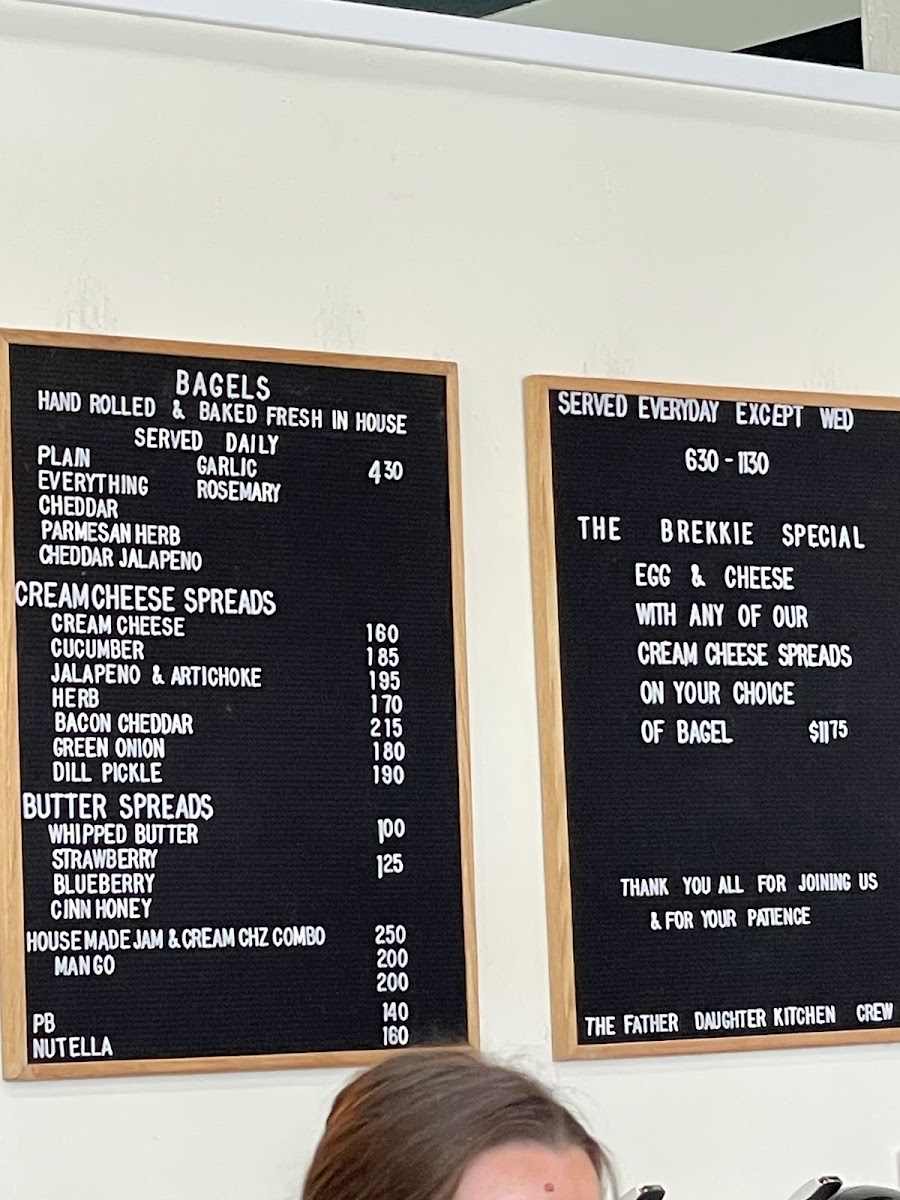 BAGELS
HAND ROLLED & BAKED FRESH IN HOUSE
SERVED DAILY
PLAIN GARLIC 430
EVERYTHING ROSEMARY
CHEDDAR
PARMESAN HERB
CHEDDAR JALAPENO
CREAM CHEESE SPREADS
CREAM CHEESE 160
CUCUMBER 185
JALAPENO & ARTICHOKE 195
HERB 170
BACON CHEDDAR 215
GREEN ONION 180
DILL PICKLE 190
BUTTER SPREADS
WHIPPED BUTTER 100
STRAWBERRY 125
BLUEBERRY
CINN HONEY
HOUSEMADE JAM & CREAM CHZ COMBO 250
MANGO 200
200
PB 140
NUTELLA 160
SERVED EVERYDAY EXCEPT WED
630 - 1130
THE BREKKIE SPECIAL
EGG & CHEESE
WITH ANY OF OUR
CREAM CHEESE SPREADS
ON YOUR CHOICE
OF BAGEL $1175
THANK YOU ALL FOR JOINING US
& FOR YOUR PATIENCE
THE FATHER DAUGHTER KITCHEN CREW